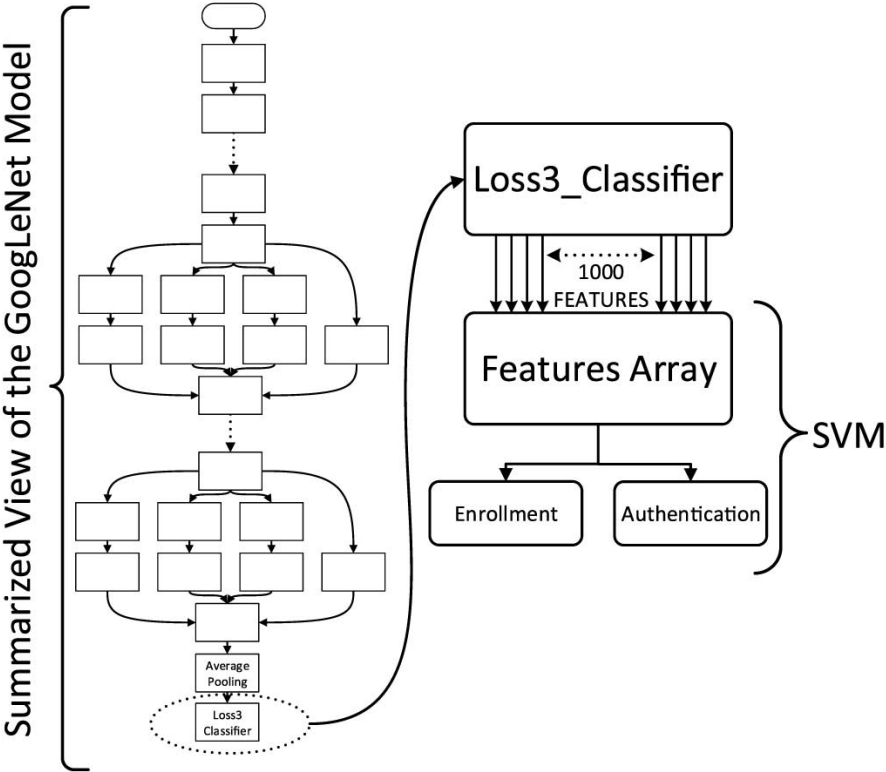 Summarized View of the GoogLeNet Model
Average
Pooling
Loss3
Classifier
Loss3_Classifier
1000
FEATURES
Features Array
Enrollment
Authentication
SVM